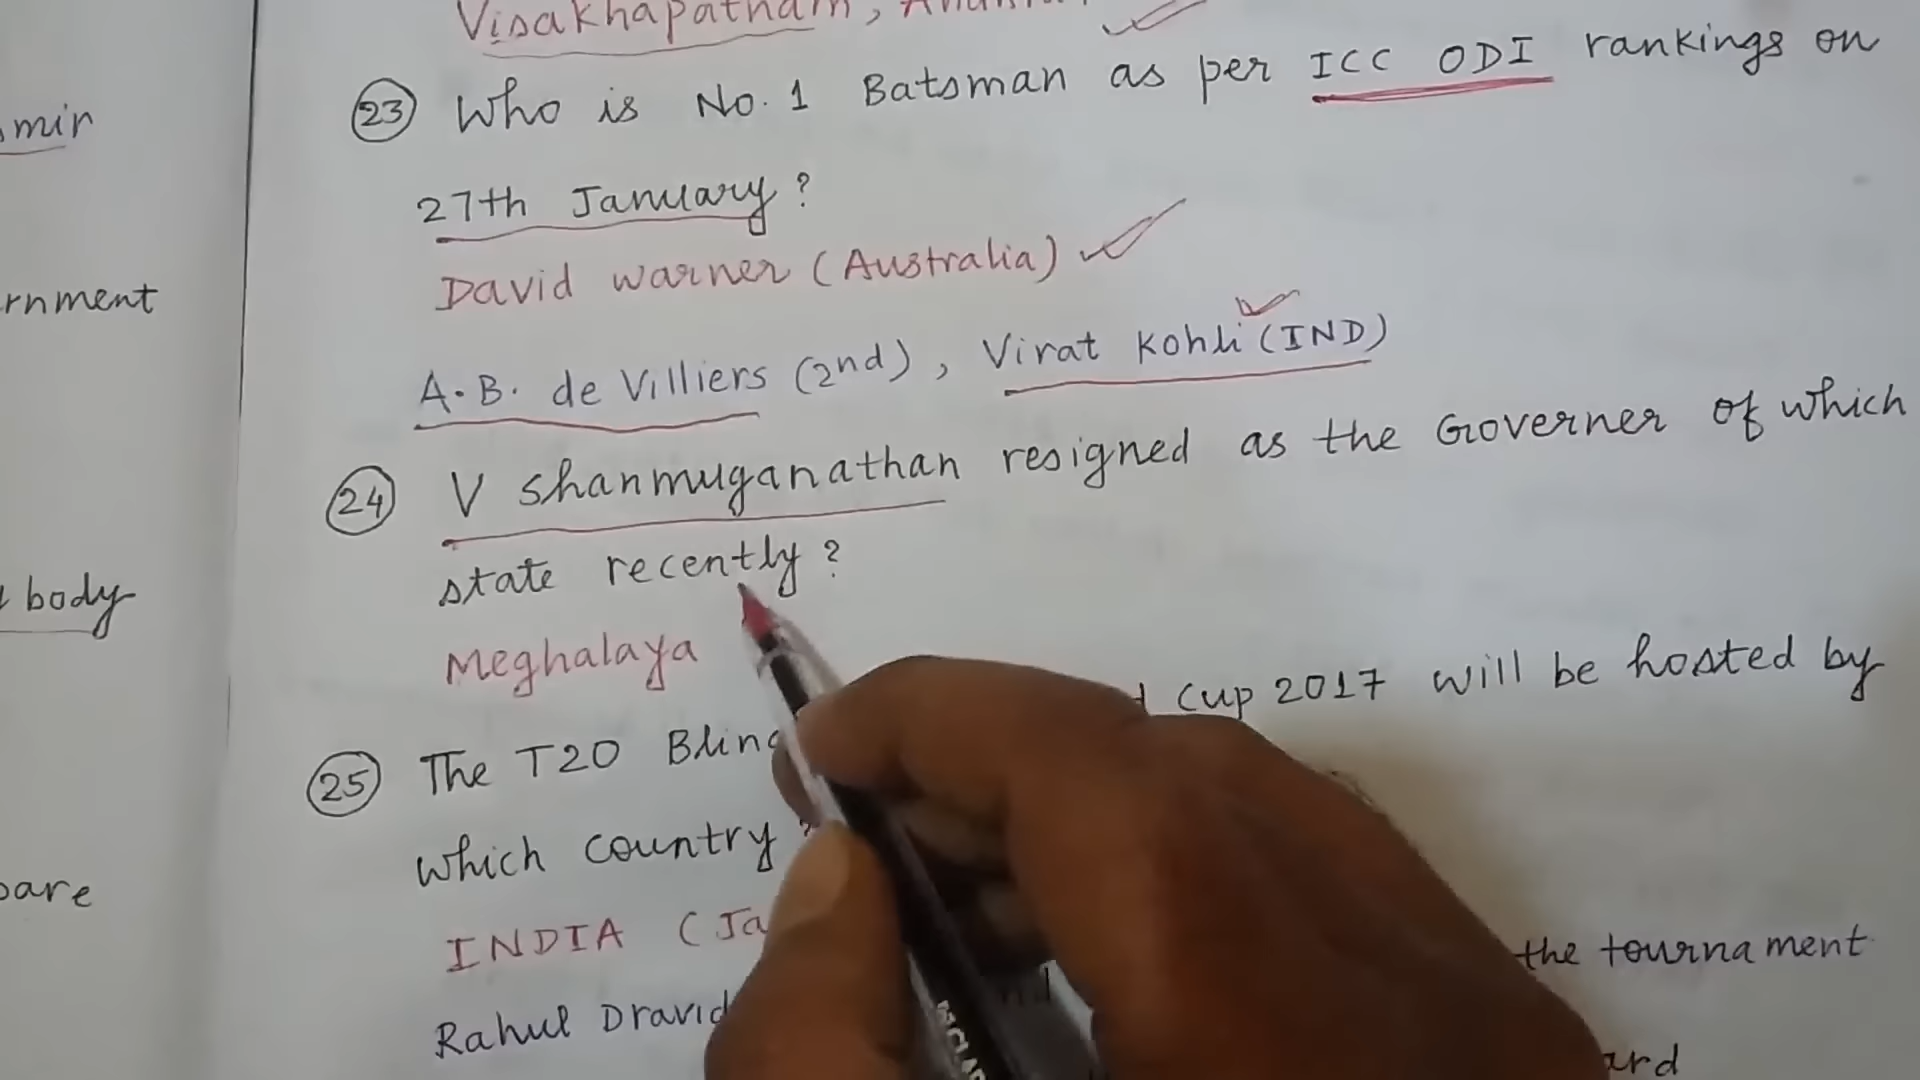 Visakhapatnam,
mir
23 Who is No. 1 Batsman as per ICC ODI rankings on
27th January?
David Warner (Australia)
rnment
A.B. de Villiers (2nd), Virat Kohli (IND)
24 V Shanmuganathan resigned as the Governer of which
state recently?
body
Meghalaya
25 The T20 Blind Cup 2017 will be hosted by
which country?
pare
INDIA (Ja
the tournament
Rahul Dravid
ard